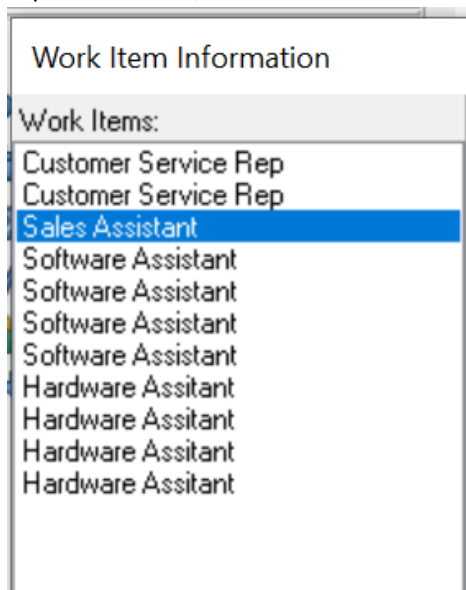 Work Item Information
Work Items:
Customer Service Rep
Customer Service Rep
Sales Assistant
Software Assistant
Software Assistant
Software Assistant
Software Assistant
Hardware Assitant
Hardware Assitant
Hardware Assitant
Hardware Assitant